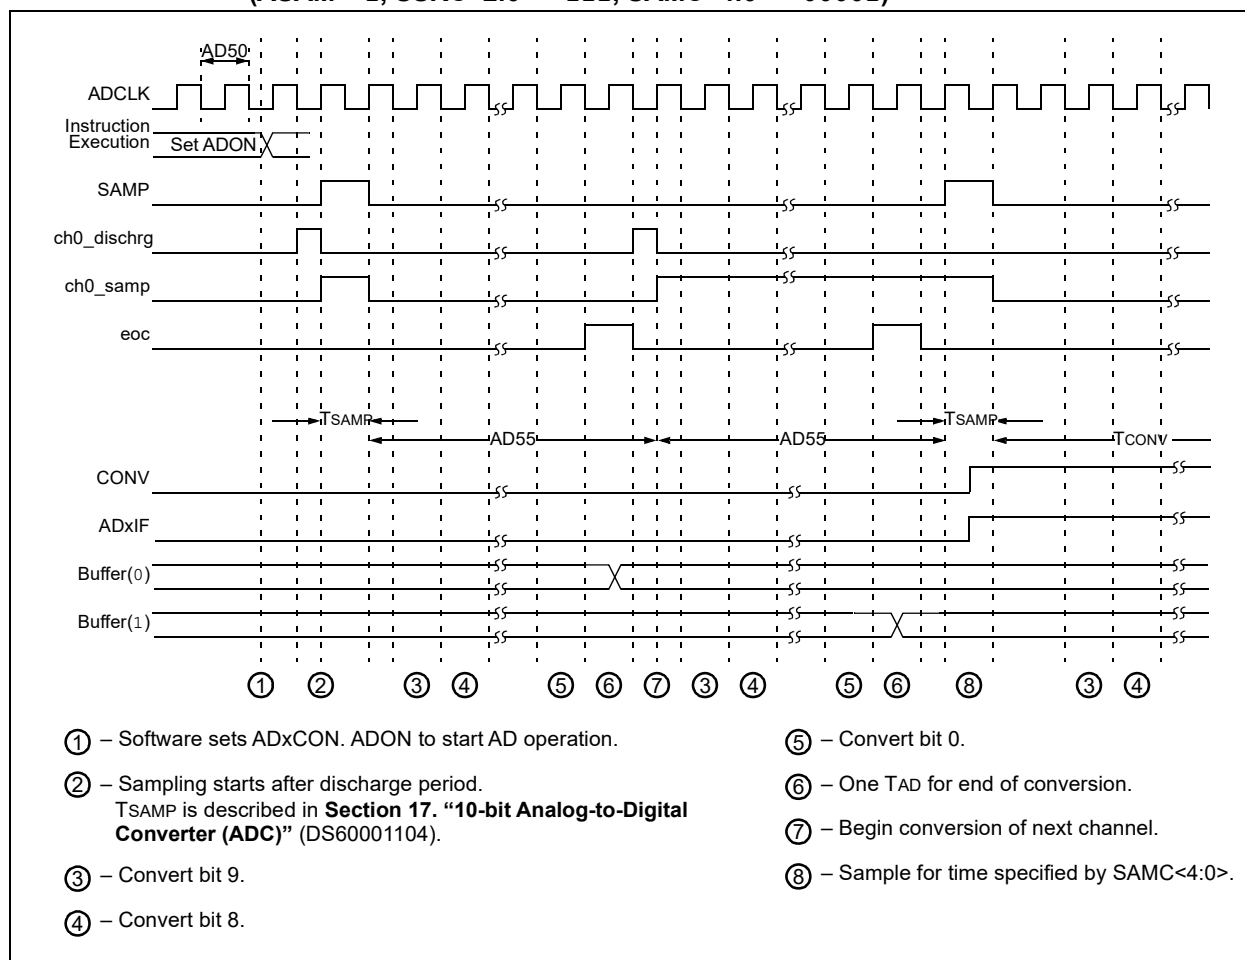 AD50
ADCLK
Instruction
Execution
Set ADON
SAMP
ch0_dischrg
ch0_samp
eoc
TSAMP
TSAMP
AD55
AD55
TCONV
CONV
ADxIF
Buffer(0)
Buffer(1)
1 2 3 4 5 6 7 3 4 5 6 8 3 4
1 – Software sets ADxCON. ADON to start AD operation.
2 – Sampling starts after discharge period.
TSAMP is described in Section 17. “10-bit Analog-to-Digital
Converter (ADC)” (DS60001104).
3 – Convert bit 9.
4 – Convert bit 8.
5 – Convert bit 0.
6 – One TAD for end of conversion.
7 – Begin conversion of next channel.
8 – Sample for time specified by SAMC<4:0>.